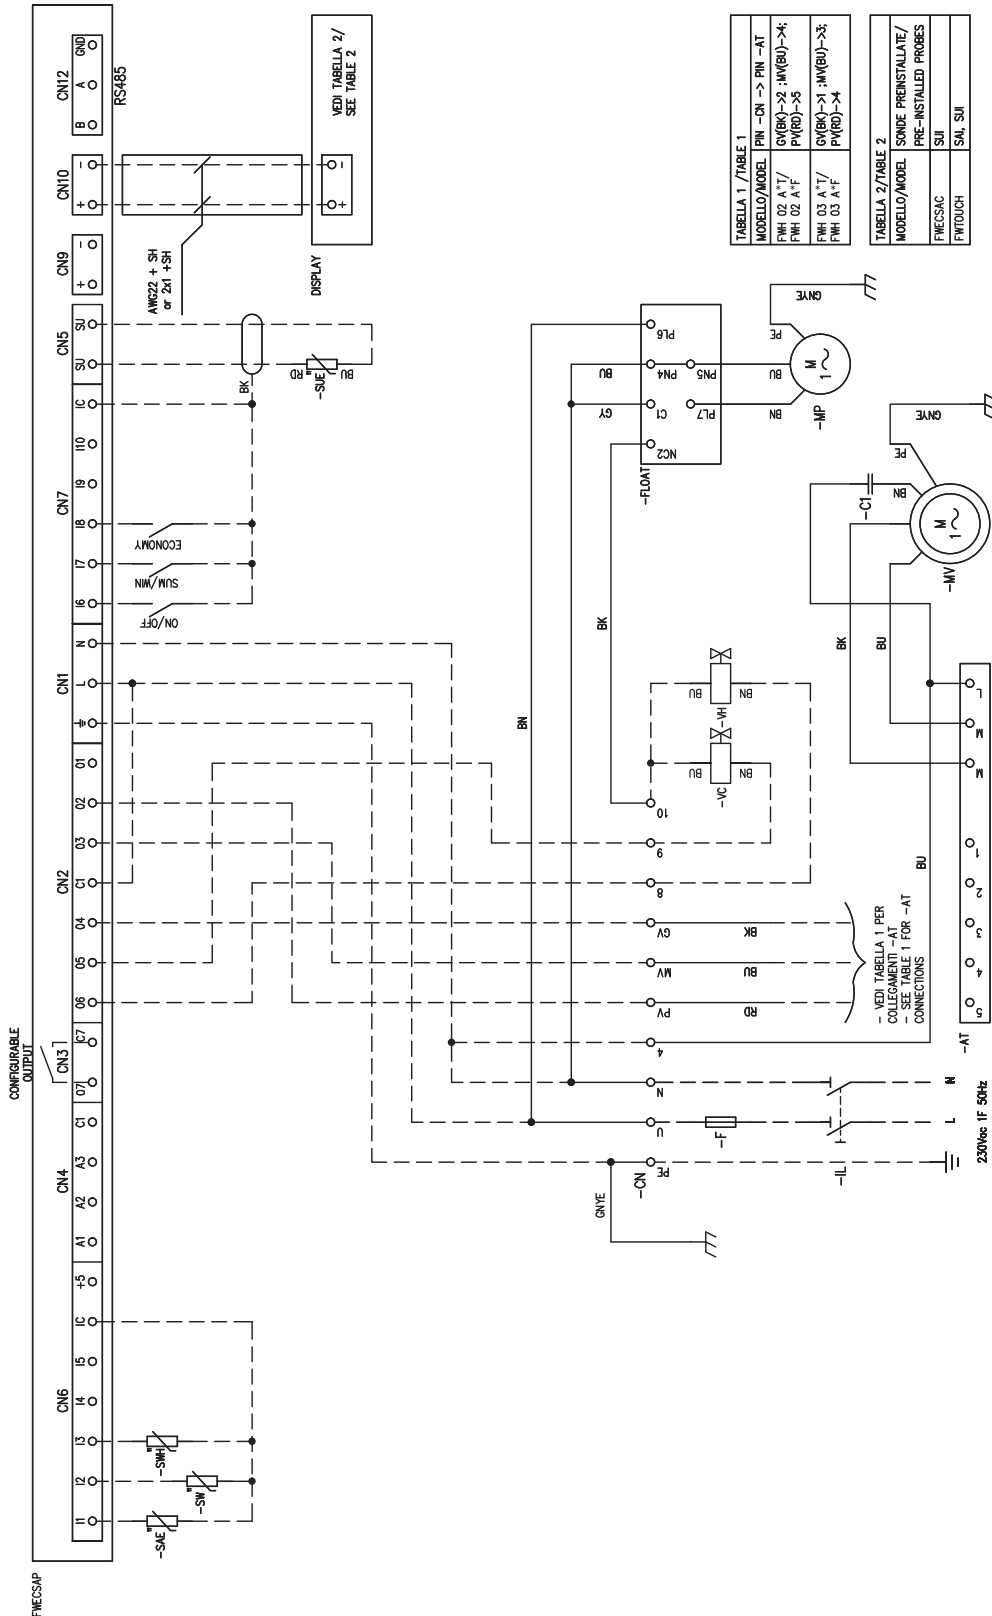 FWECSAP
CONFIGURABLE
OUTPUT
CN6
CN4
CN3
CN2
CN1
CN7
CN5
CN9
CN10
CN12
I1
I2
I3
I4
I5
IC
+5
A1
A2
A3
C1
O7
C7
O6
O5
O4
C1
O3
O2
O1
L
N
I6
I7
I8
I9
I10
IC
SU
SU
+
-
+
-
B
A
GND
RS485
"
-SAE
"
-SW
"
-SWH
ON/OFF
SUM/WIN
ECONOMY
BK
RD
"
-SUE
BU
AWG22 + SH
or 2x1 +SH
DISPLAY
+
-
VEDI TABELLA 2/
SEE TABLE 2
GNYE
-CN
PE
U
N
4
PV
MV
GV
8
9
10
RD
BU
BK
BN
BK
GY
BU
-FLOAT
NC2
C1
PN4
PL6
PL7
PN5
BN
BU
PE
GNYE
M
1
-MP
-VC
BU
BN
-VH
BU
BN
-F
-IL
L
N
230Vac 1F 50Hz
- VEDI TABELLA 1 PER
COLLEGAMENTI -AT
- SEE TABLE 1 FOR -AT
CONNECTIONS
-AT
5
4
3
2
1
M
M
L
BU
BK
BU
-MV
M
1
-C1
BN
PE
GNYE
TABELLA 1 /TABLE 1
MODELLO/MODEL PIN -CN -> PIN -AT
FWH 02 A*T/ GV(BK)->2 ;MV(BU)->4;
FWH 02 A*F PV(RD)->5
FWH 03 A*T/ GV(BK)->1 ;MV(BU)->3;
FWH 03 A*F PV(RD)->4
TABELLA 2/TABLE 2
MODELLO/MODEL SONDE PREINSTALLATE/
PRE-INSTALLED PROBES
FWECSAC SUI
FWTOUCH SAI, SUI